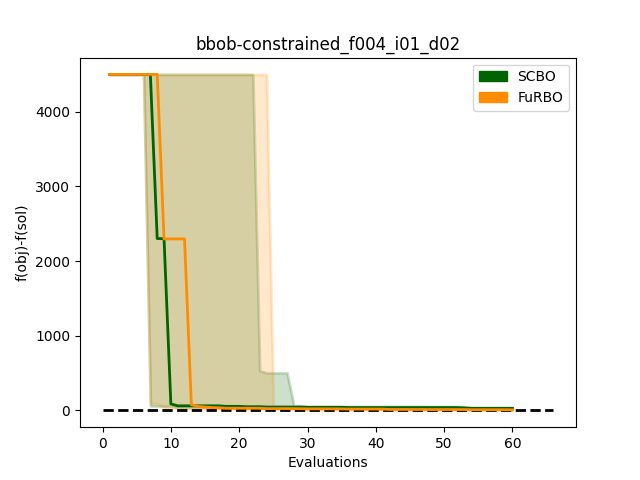 bbob-constrained_f004_i01_d02
SCBO
FuRBO
f(obj)-f(sol)
4000
3000
2000
1000
0
0 10 20 30 40 50 60
Evaluations